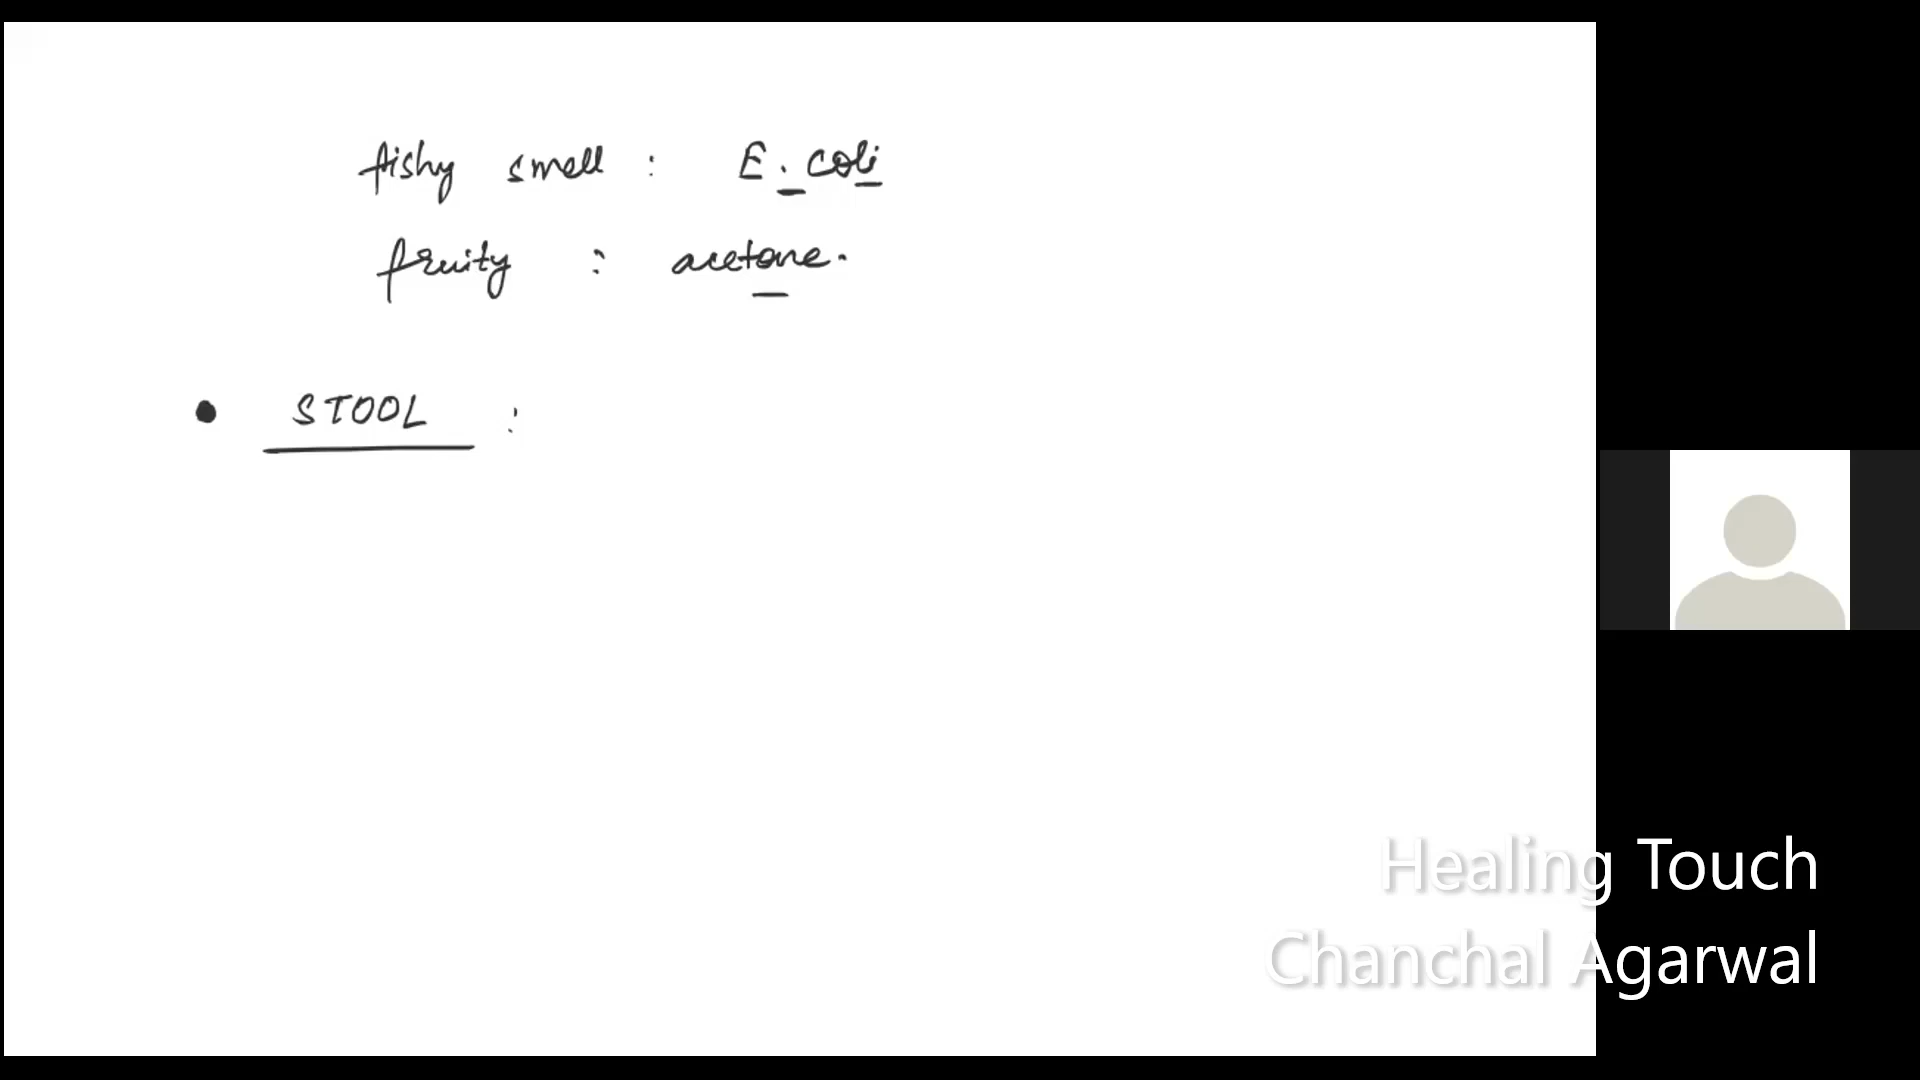 fishy smell : E. coli
fruity : acetone.
• STOOL :
Healing Touch
Chanchal Agarwal